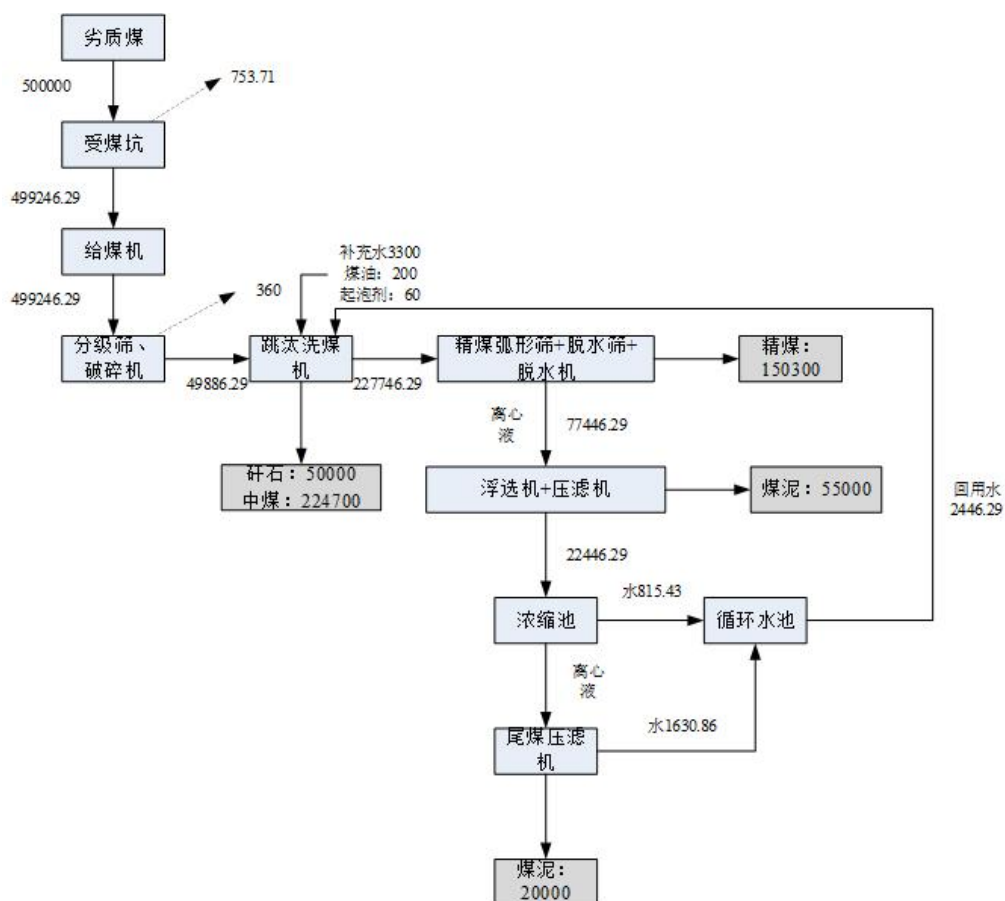 劣质煤
500000
753.71
受煤坑
499246.29
给煤机
499246.29
补充水3300
煤油：200
起泡剂：60
360
分级筛、
破碎机
49886.29
跳汰洗煤
机
227746.29
精煤弧形筛+脱水筛+
脱水机
精煤：
150300
离心
液
77446.29
矸石：50000
中煤：224700
浮选机+压滤机
煤泥：55000
回用水
2446.29
22446.29
水815.43
浓缩池
循环水池
离心
液
水1630.86
尾煤压滤
机
煤泥：
20000